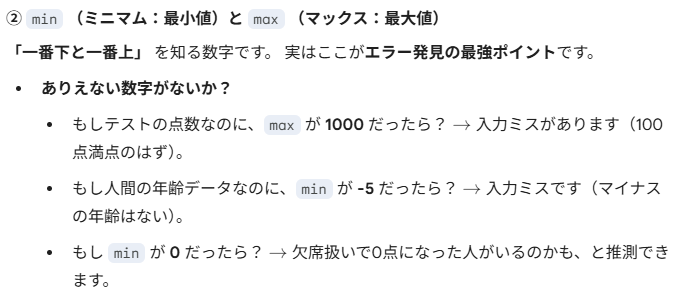 ② min （ミニマム：最小値）と max （マックス：最大値）
「一番下と一番上」 を知る数字です。 実はここがエラー発見の最強ポイントです。
• ありえない数字がないか？
• もしテストの点数なのに、 max が 1000 だったら？ → 入力ミスがあります（100
点満点のはず）。
• もし人間の年齢データなのに、 min が -5 だったら？ → 入力ミスです（マイナス
の年齢はない）。
• もし min が 0 だったら？ → 欠席扱いで0点になった人がいるのかも、と推測でき
ます。